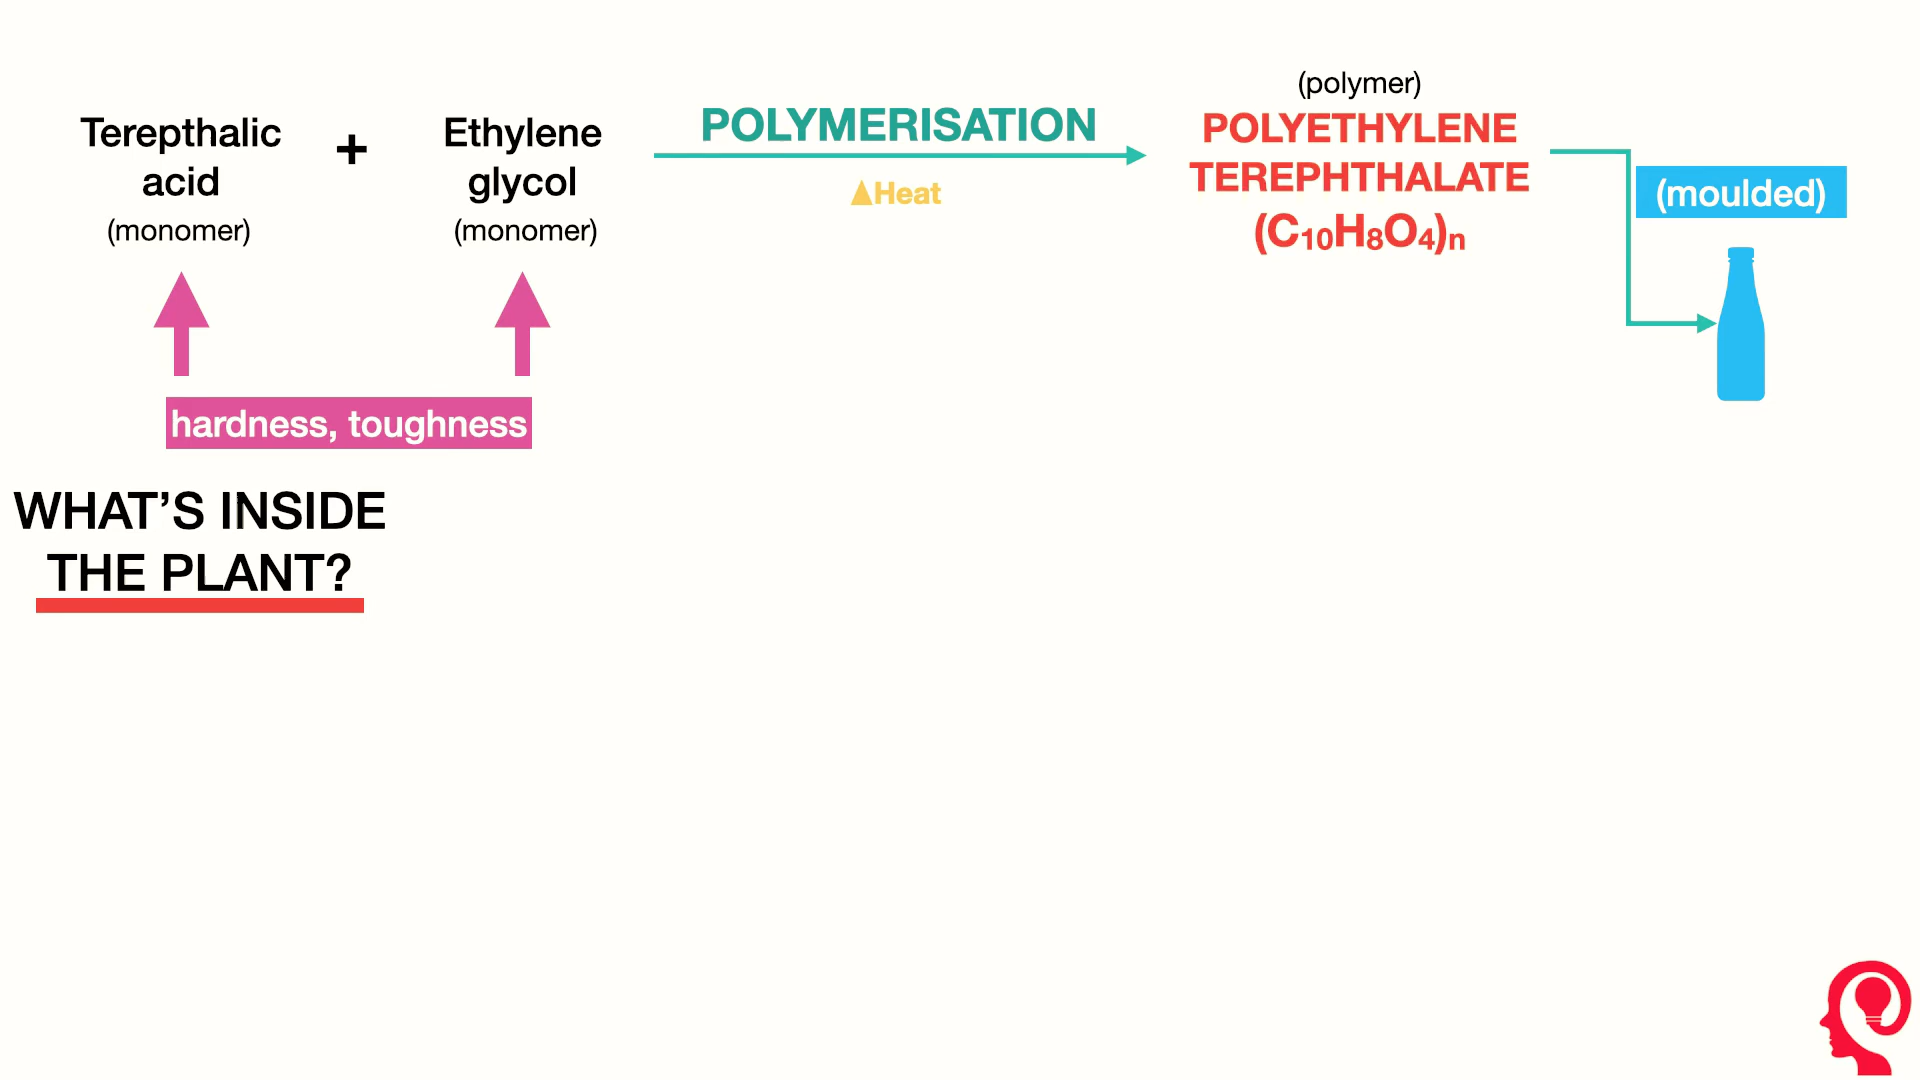 Terepthalic
acid
(monomer)
+
Ethylene
glycol
(monomer)
POLYMERISATION
▲Heat
(polymer)
POLYETHYLENE
TEREPHTHALATE
(C₁₀H₈O₄)ₙ
(moulded)
hardness, toughness
WHAT’S INSIDE
THE PLANT?